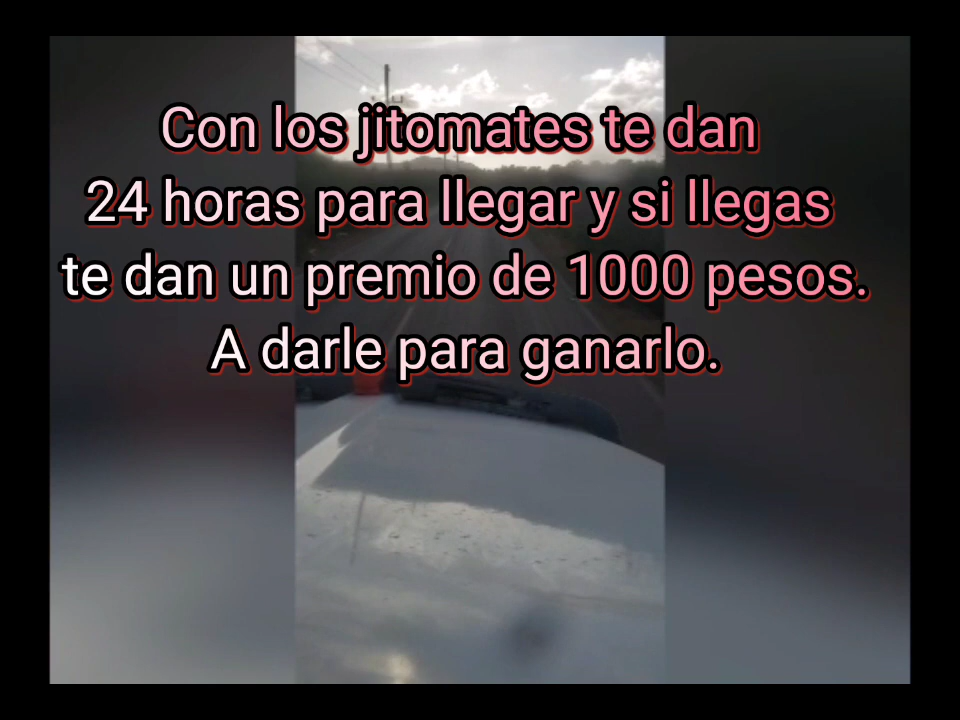 Con los jitomates te dan
24 horas para llegar y si llegas
te dan un premio de 1000 pesos.
A darle para ganarlo.